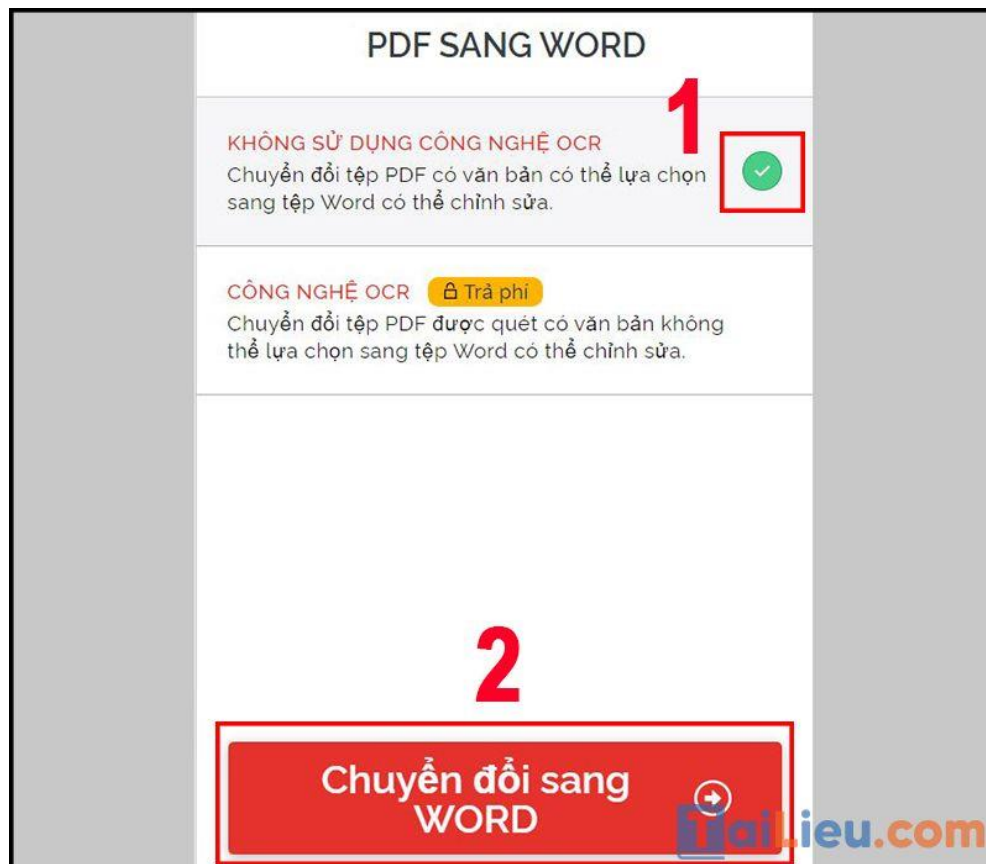 PDF SANG WORD
1
KHÔNG SỬ DỤNG CÔNG NGHỆ OCR
Chuyển đổi tệp PDF có văn bản có thể lựa chọn
sang tệp Word có thể chỉnh sửa.
CÔNG NGHỆ OCR Trả phí
Chuyển đổi tệp PDF được quét có văn bản không
thể lựa chọn sang tệp Word có thể chỉnh sửa.
2
Chuyển đổi sang
WORD
TaiLieu.com